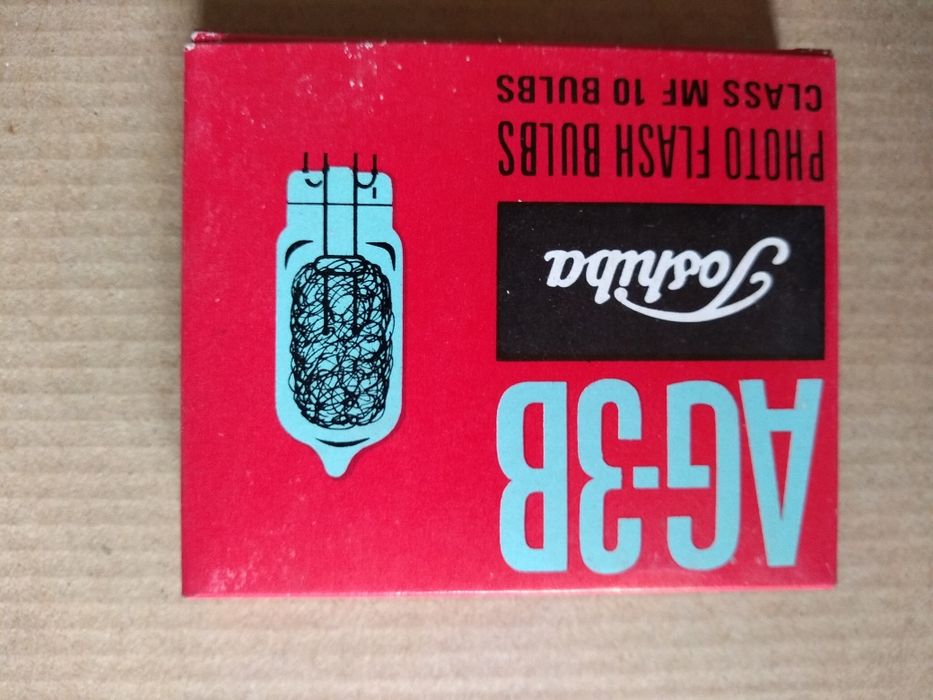 AG-3B
Toshiba
PHOTO FLASH BULBS
CLASS MF 10 BULBS